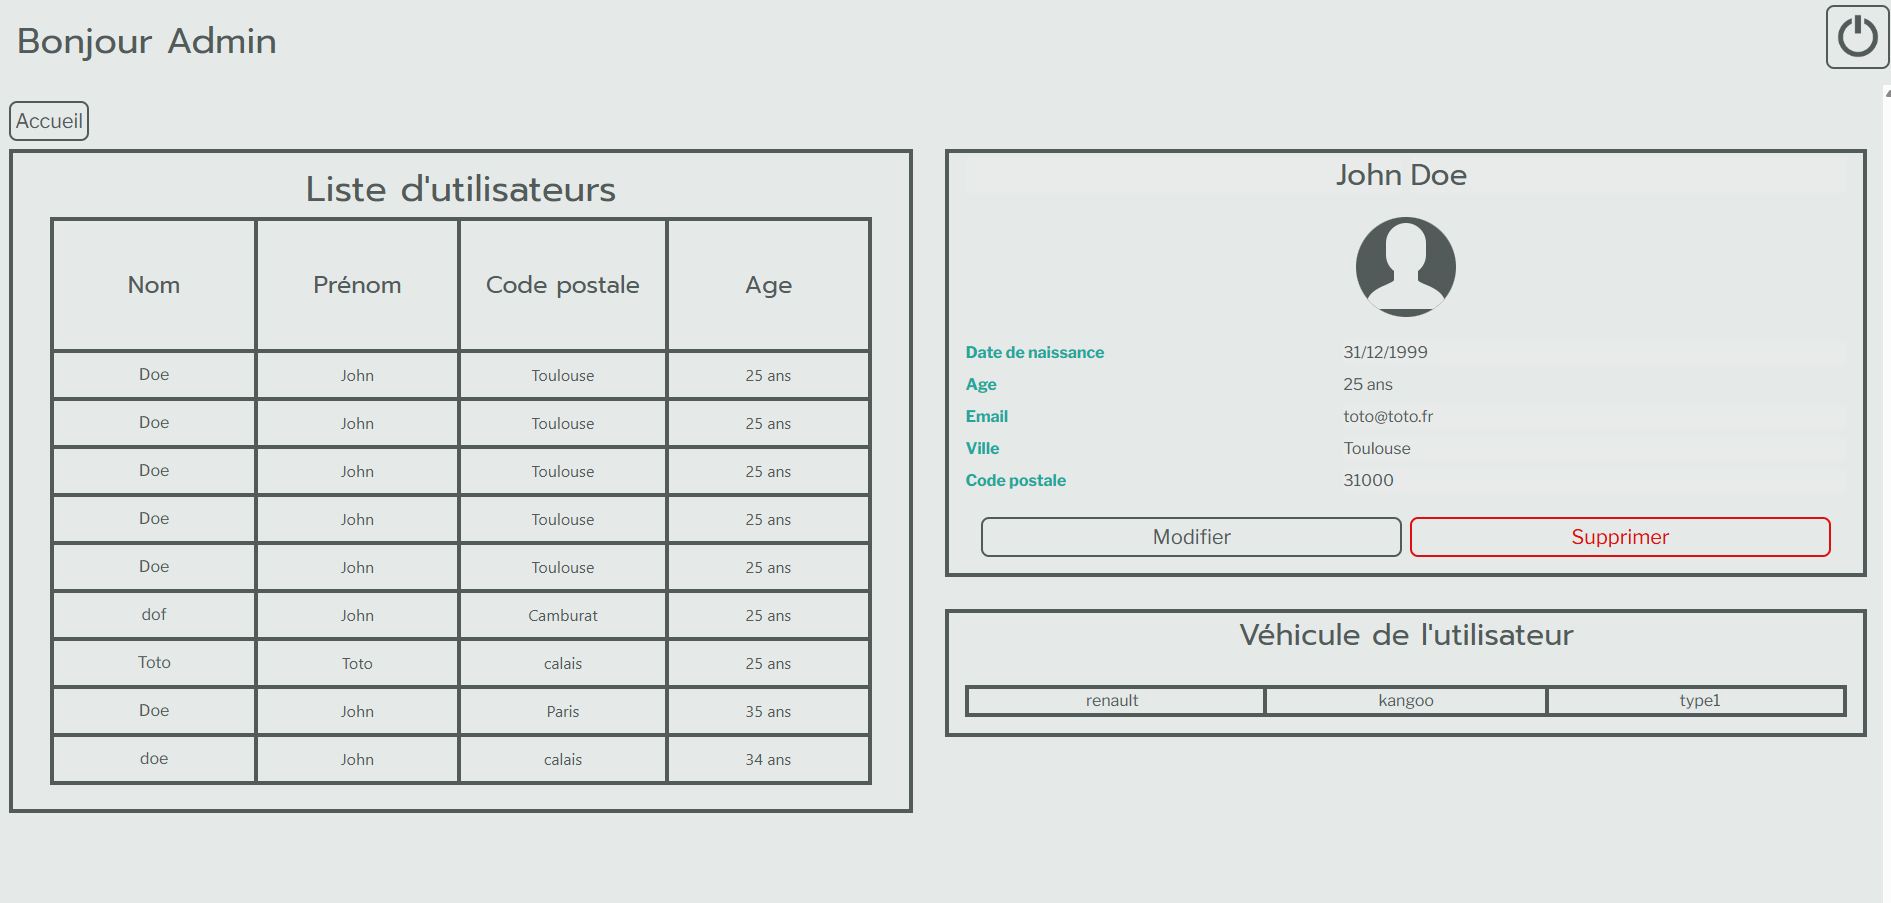 Bonjour Admin
Accueil
Liste d'utilisateurs
Nom Prénom Code postale Age
Doe John Toulouse 25 ans
Doe John Toulouse 25 ans
Doe John Toulouse 25 ans
Doe John Toulouse 25 ans
Doe John Toulouse 25 ans
dof John Camburat 25 ans
Toto Toto calais 25 ans
Doe John Paris 35 ans
doe John calais 34 ans
John Doe
Date de naissance 31/12/1999
Age 25 ans
Email toto@toto.fr
Ville Toulouse
Code postale 31000
Modifier Supprimer
Véhicule de l'utilisateur
renault kangoo type1